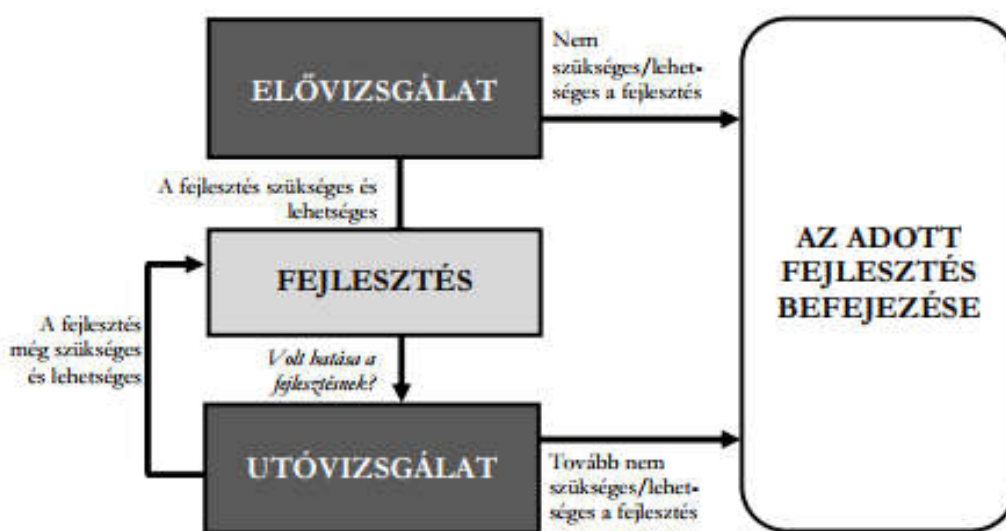 ELŐVIZSGÁLAT
Nem
szükséges/lehet-
séges a fejlesztés
A fejlesztés szükséges és
lehetséges
FEJLESZTÉS
AZ ADOTT
FEJLESZTÉS
BEFEJEZÉSE
A fejlesztés
még szükséges
és lehetséges
Volt hatása a
fejlesztésnek?
UTÓVIZSGÁLAT
Tovább nem
szükséges/lehet-
séges a fejlesztés